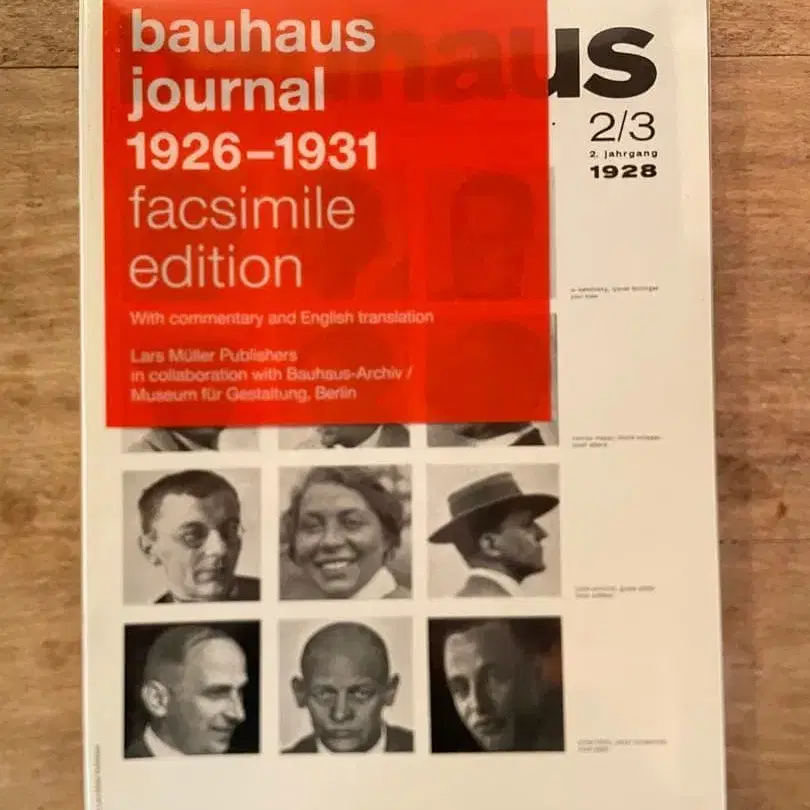 bauhaus
journal
1926–1931
facsimile
edition
With commentary and English translation
Lars Müller Publishers
in collaboration with Bauhaus-Archiv /
Museum für Gestaltung, Berlin
bauhaus
2/3
2. jahrgang
1928